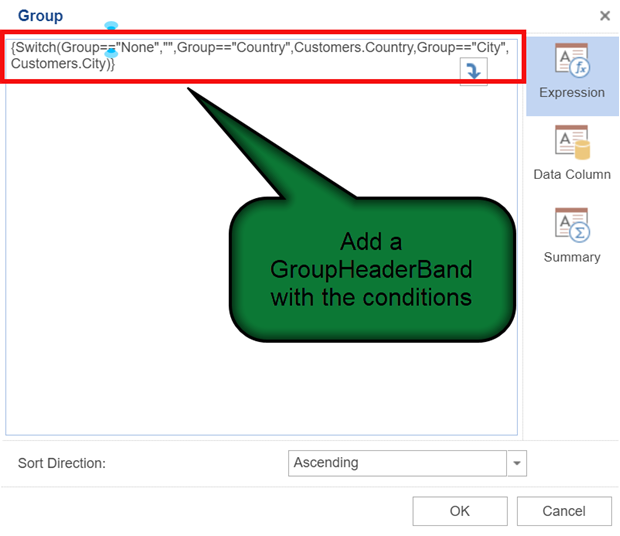 Group
{Switch(Group=="None","",Group=="Country",Customers.Country,Group=="City",
Customers.City)}
Expression
Data Column
Summary
Add a
GroupHeaderBand
with the conditions
Sort Direction:
Ascending
OK
Cancel